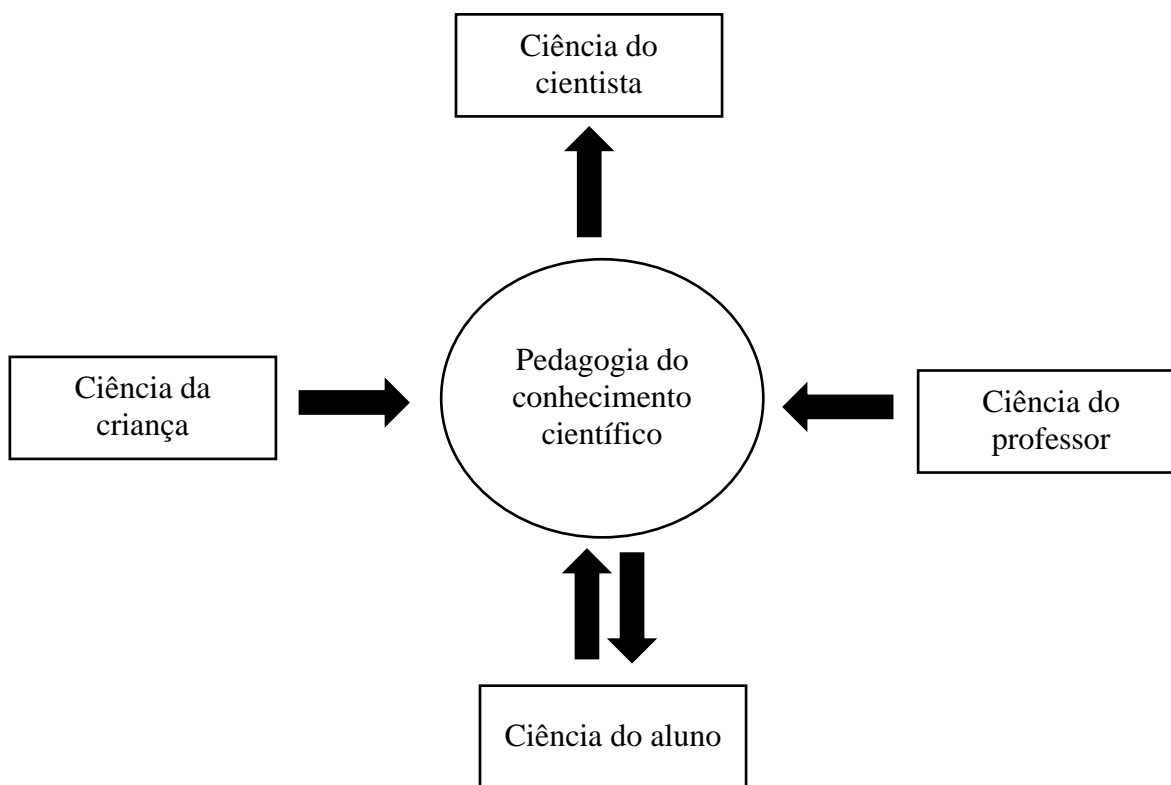 Ciência do
cientista
Pedagogia do
conhecimento
científico
Ciência da
criança
Ciência do
professor
Ciência do aluno